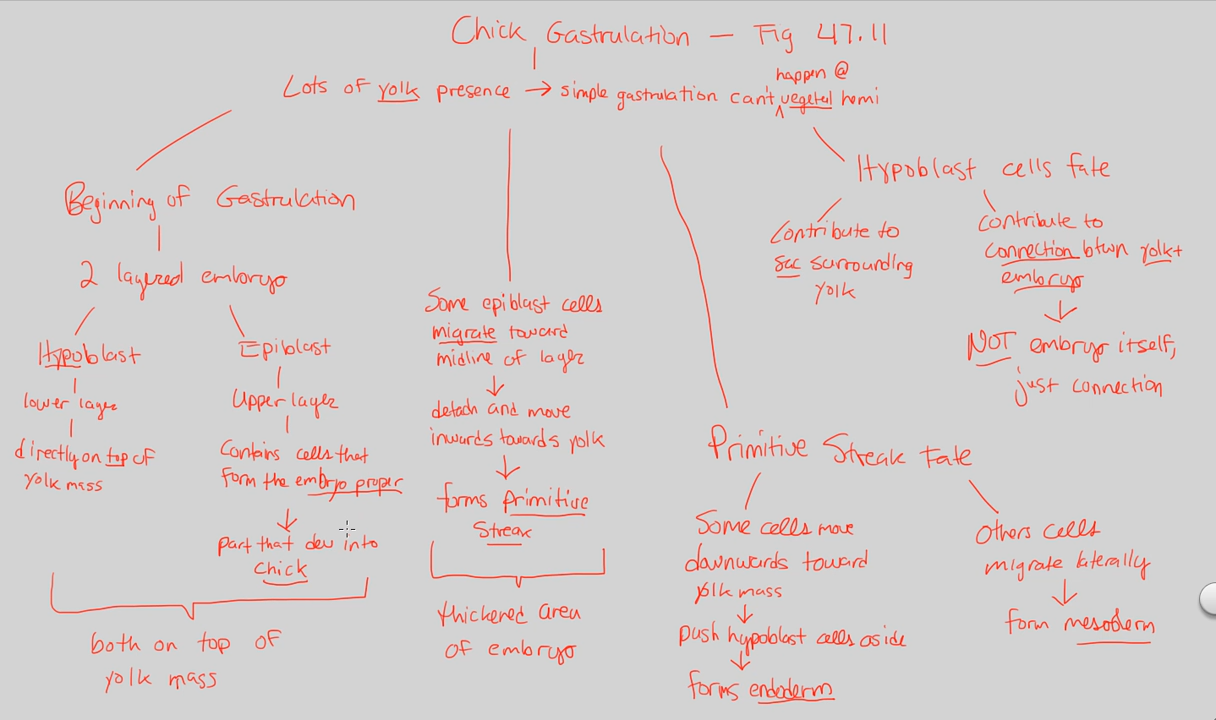 Chick Gastrulation - Fig 47.11
Lots of yolk presence → simple gastrulation can't happen @ vegetal hemi
Beginning of Gastrulation
2 layered embryo
Hypoblast
lower layer
directly on top of
yolk mass
Epiblast
Upper layer
Contains cells that
form the embryo proper
↓
part that dev into
chick
both on top of
yolk mass
Some epiblast cells
migrate toward
midline of layer
↓
detach and move
inwards towards yolk
↓
forms primitive
streak
thickened area
of embryo
Primitive Streak Fate
Some cells move
downwards toward
yolk mass
↓
push hypoblast cells aside
↓
forms endoderm
Others cells
migrate laterally
↓
form mesoderm
Hypoblast cells fate
Contribute to
sac surrounding
yolk
contribute to
connection btwn yolk +
embryo
↓
NOT embryo itself,
just connection